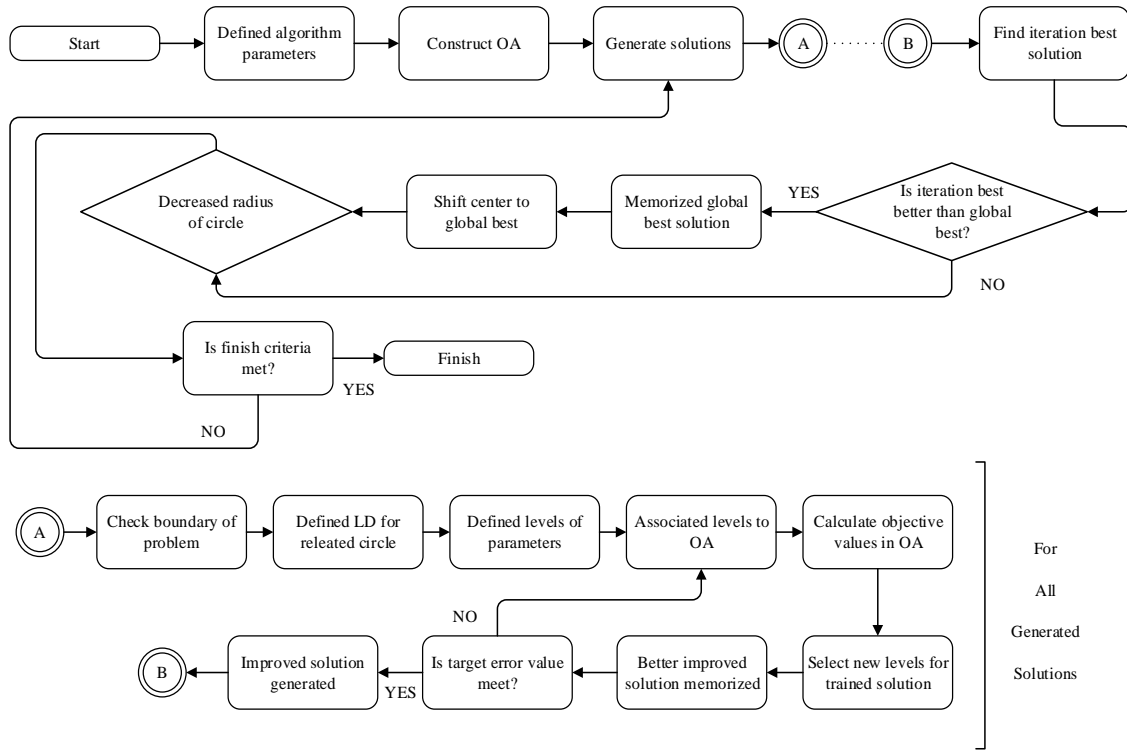 Start
Defined algorithm
parameters
Construct OA
Generate solutions
A
B
Find iteration best
solution
Is iteration best
better than global
best?
YES
NO
Memorized global
best solution
Shift center to
global best
Decreased radius
of circle
Is finish criteria
met?
YES
NO
Finish
A
Check boundary of
problem
Defined LD for
releated circle
Defined levels of
parameters
Associated levels to
OA
Calculate objective
values in OA
Select new levels for
trained solution
Better improved
solution memorized
Is target error value
meet?
NO
YES
Improved solution
generated
B
For
All
Generated
Solutions